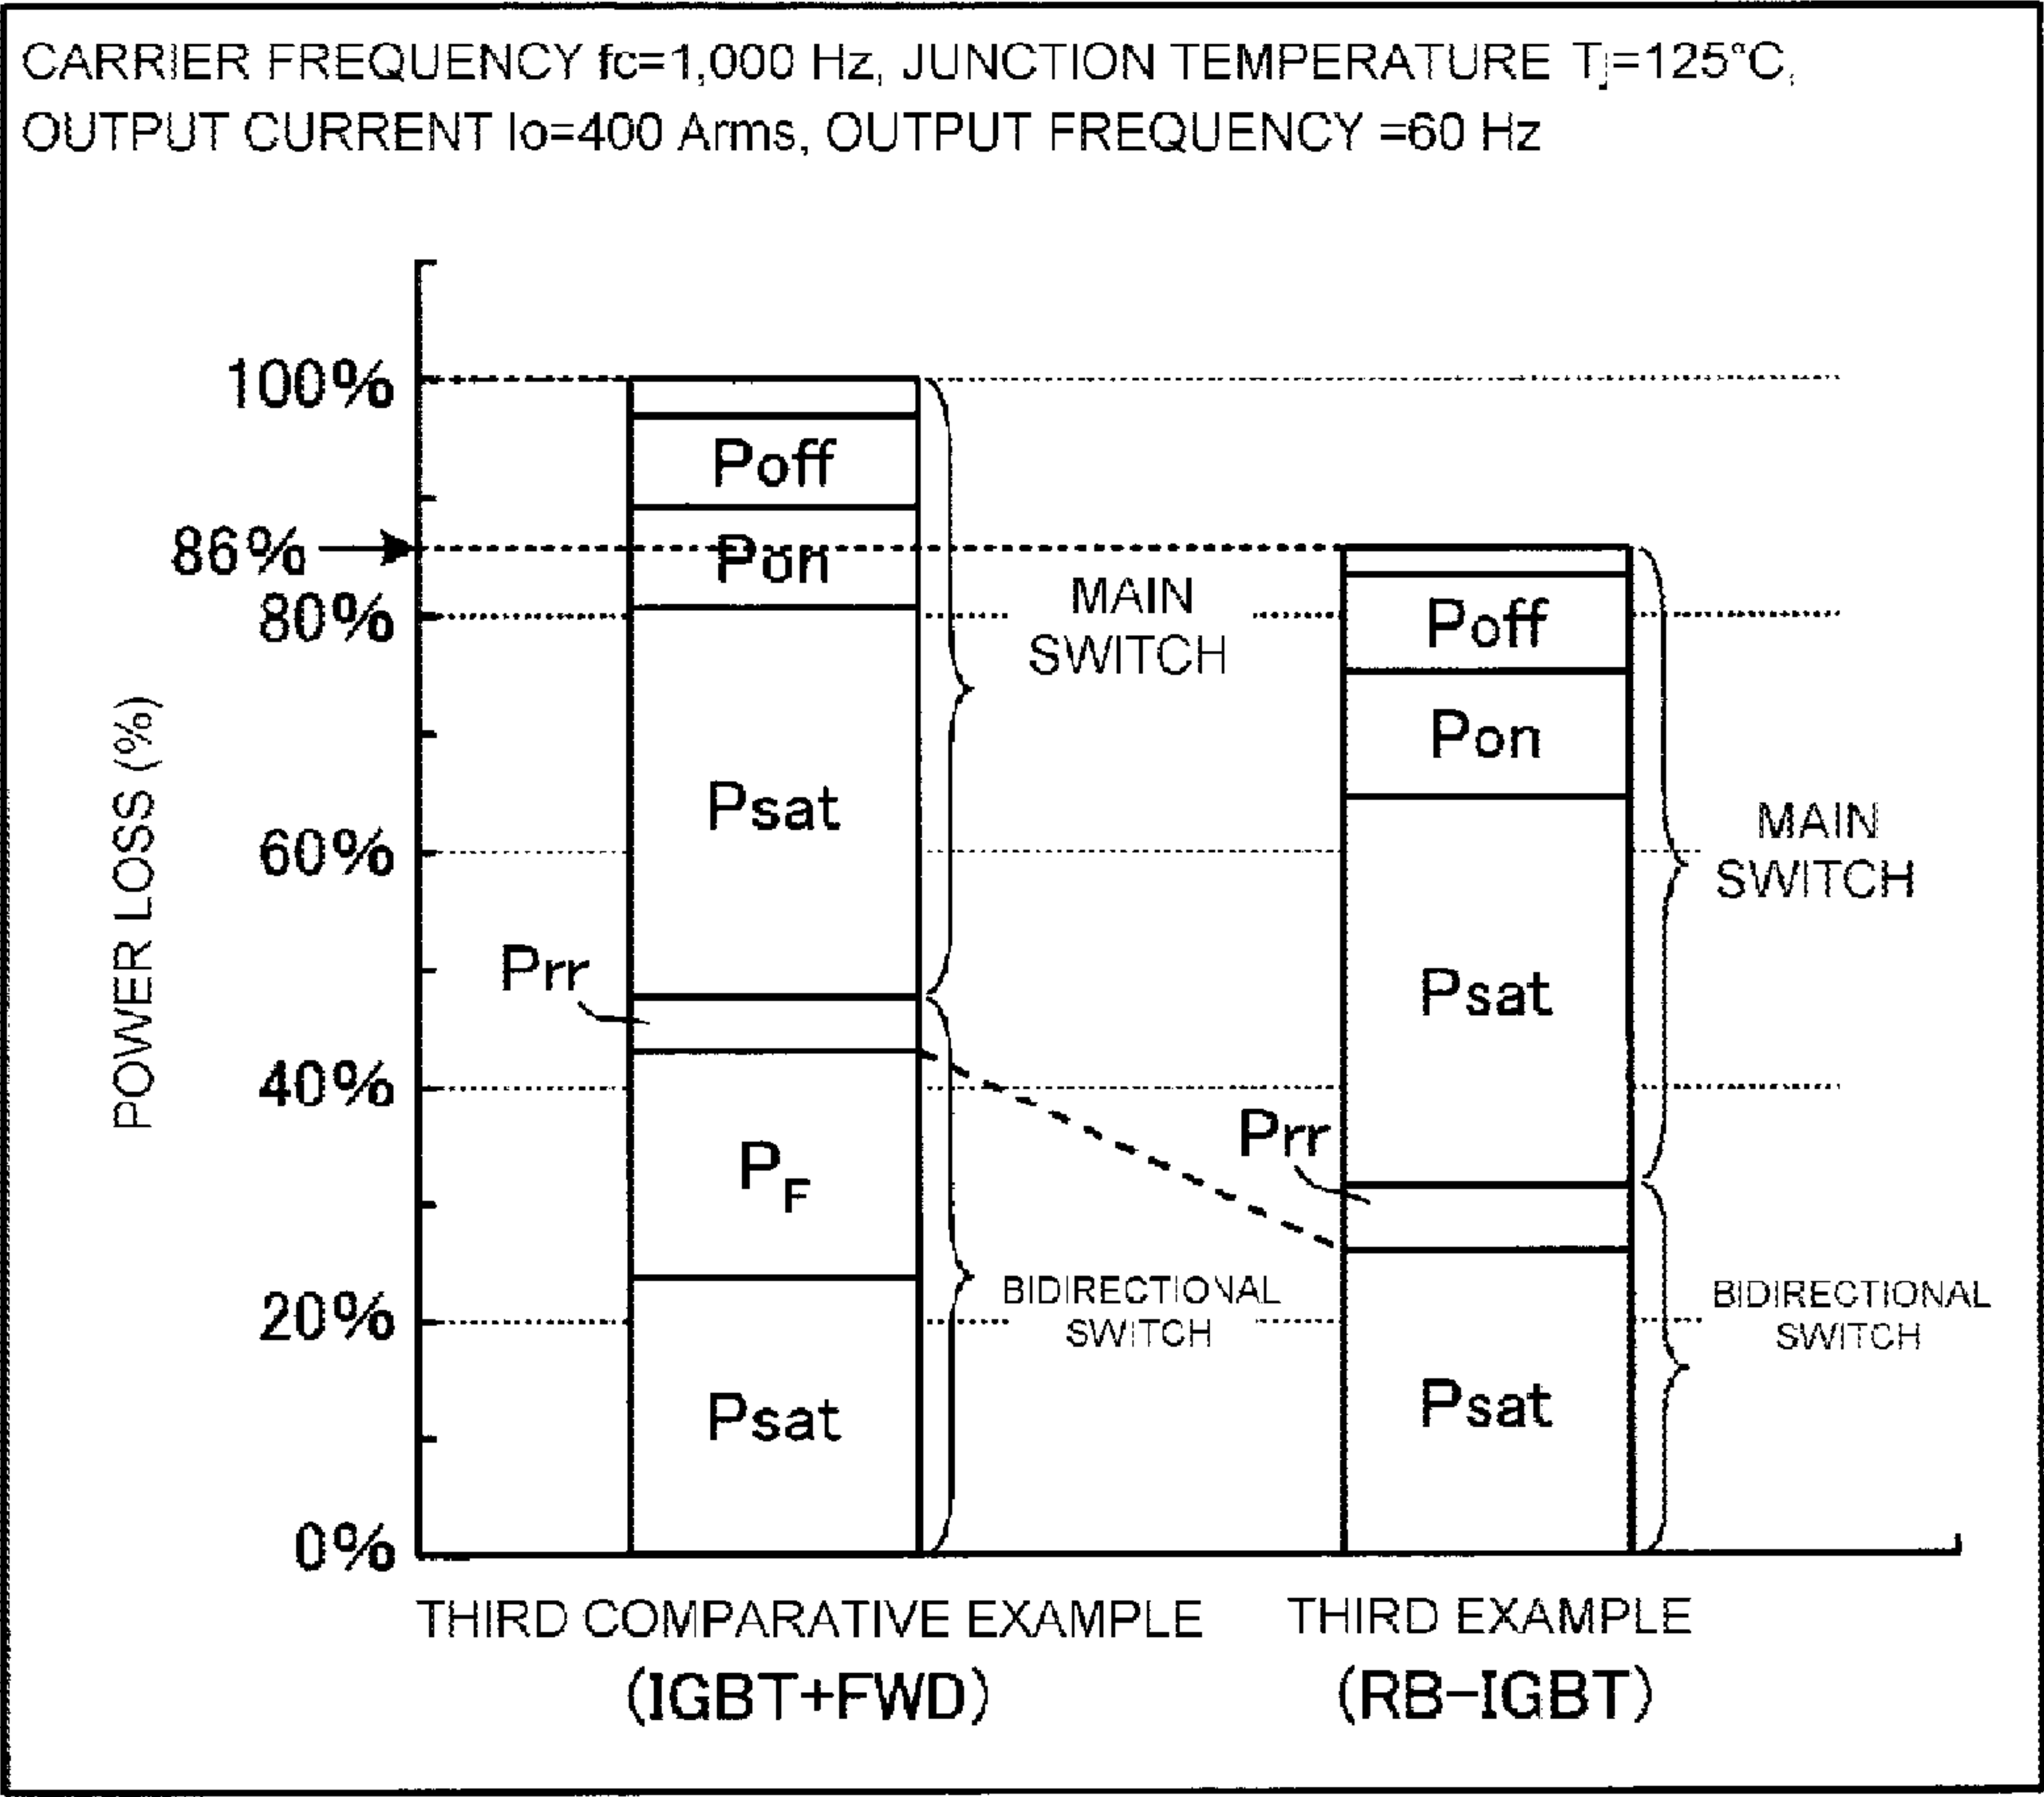 CARRIER FREQUENCY fc=1,000 Hz, JUNCTION TEMPERATURE Tj=125°C,
OUTPUT CURRENT Io=400 Arms, OUTPUT FREQUENCY =60 Hz
POWER LOSS (%)
100%
86%
80%
60%
40%
20%
0%
Poff
Pon
Psat
Prr
PF
Psat
MAIN
SWITCH
BIDIRECTIONAL
SWITCH
Poff
Pon
Psat
Prr
Psat
MAIN
SWITCH
BIDIRECTIONAL
SWITCH
THIRD COMPARATIVE EXAMPLE
(IGBT+FWD)
THIRD EXAMPLE
(RB-IGBT)